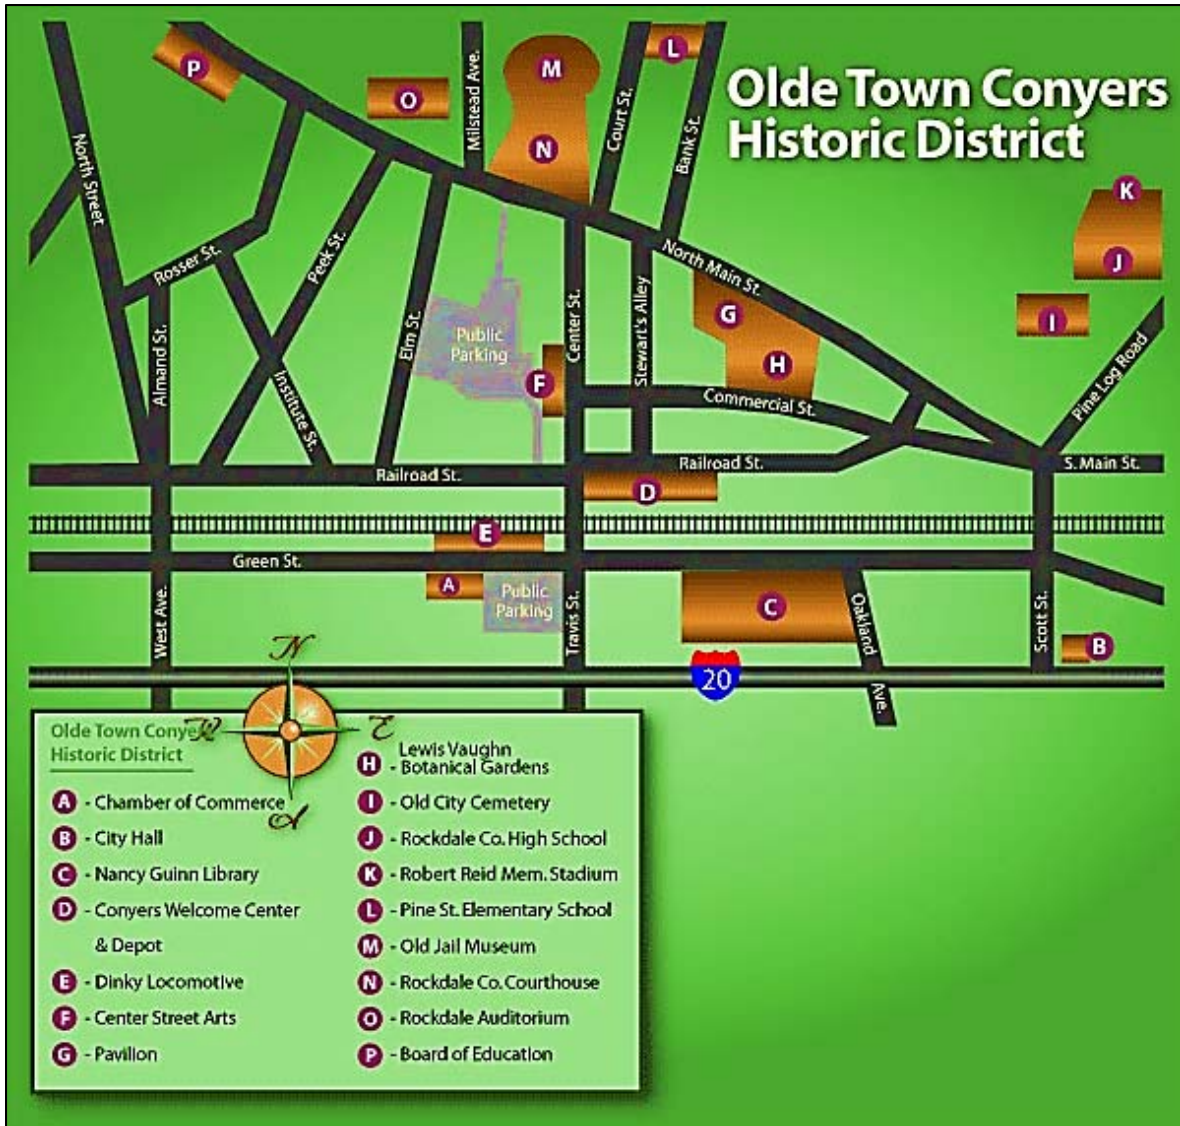 Olde Town Conyers
Historic District
P
O
M
N
L
K
J
I
G
H
F
D
E
A
C
B
North Street
Milstead Ave.
Court St.
Bank St.
Rosser St.
Peek St.
Elm St.
Center St.
Stewart's Alley
North Main St.
Almand St.
Institute St.
Public
Parking
Commercial St.
Pine Log Road
Railroad St.
Railroad St.
S. Main St.
Green St.
Public
Parking
West Ave.
Travis St.
Oakland
Ave.
Scott St.
20
N
W
E
S
Olde Town Conyers
Historic District
A - Chamber of Commerce
B - City Hall
C - Nancy Guinn Library
D - Conyers Welcome Center
& Depot
E - Dinky Locomotive
F - Center Street Arts
G - Pavilion
H Lewis Vaughn
- Botanical Gardens
I - Old City Cemetery
J - Rockdale Co. High School
K - Robert Reid Mem. Stadium
L - Pine St. Elementary School
M - Old Jail Museum
N - Rockdale Co. Courthouse
O - Rockdale Auditorium
P - Board of Education